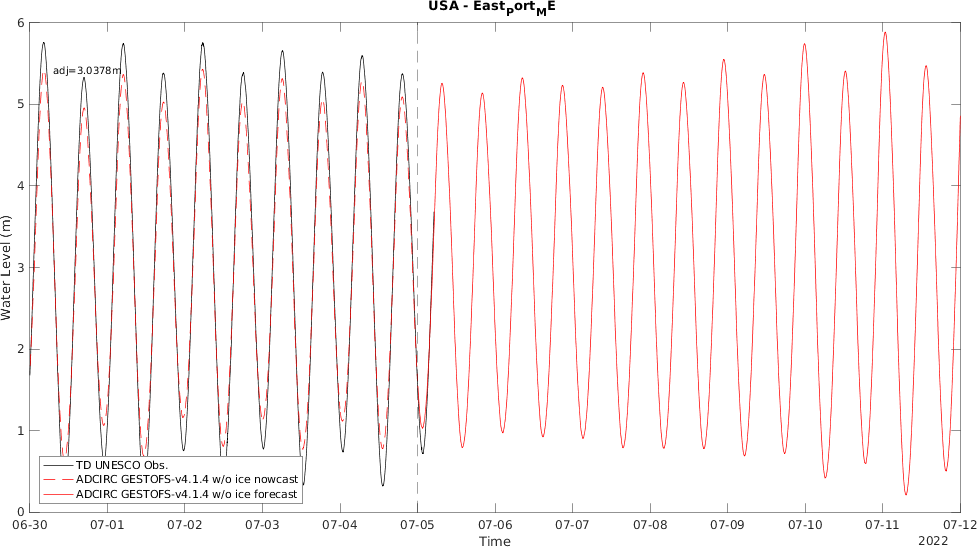 USA - EastPortME
6
adj=3.0378m
5
4
3
2
1
0
Water Level (m)
TD UNESCO Obs.
ADCIRC GESTOFS-v4.1.4 w/o ice nowcast
ADCIRC GESTOFS-v4.1.4 w/o ice forecast
06-30 07-01 07-02 07-03 07-04 07-05 07-06 07-07 07-08 07-09 07-10 07-11 07-12
Time
2022